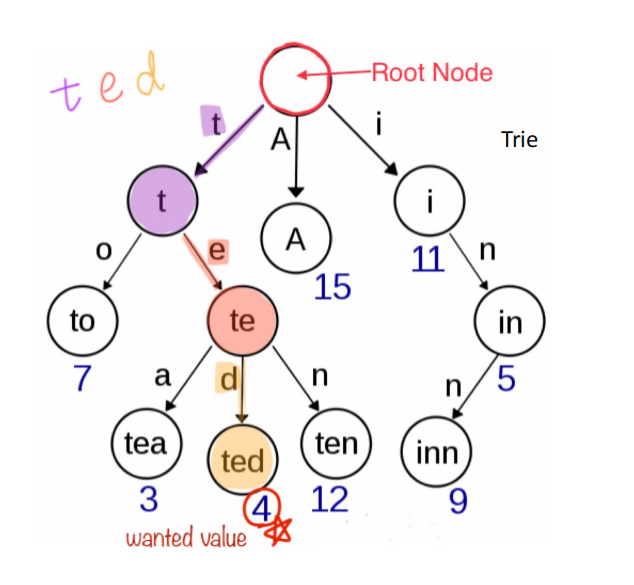 ted
Root Node
t
A
i
Trie
t
A
i
15
11
o
e
n
to
te
in
7
5
a
d
n
n
tea
ted
ten
inn
3
4
12
9
wanted value